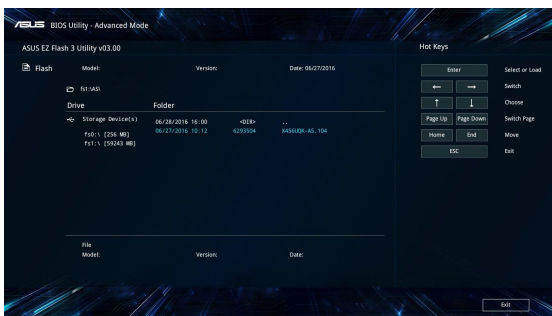 ASUS BIOS Utility - Advanced Mode
ASUS EZ Flash 3 Utility v03.00
Hot Keys
Flash Model: Version: Date: 06/27/2016
fs1:\AS\
Drive Folder
Storage Device(s)
fs0:\ [256 MB]
fs1:\ [59243 MB]
06/28/2016 16:00 <DIR> ..
06/27/2016 10:12 6293504 X456UQK-AS.104
File
Model: Version: Date:
Enter Select or Load
← → Switch
↑ ↓ Choose
Page Up Page Down Switch Page
Home End Move
ESC Exit
Exit